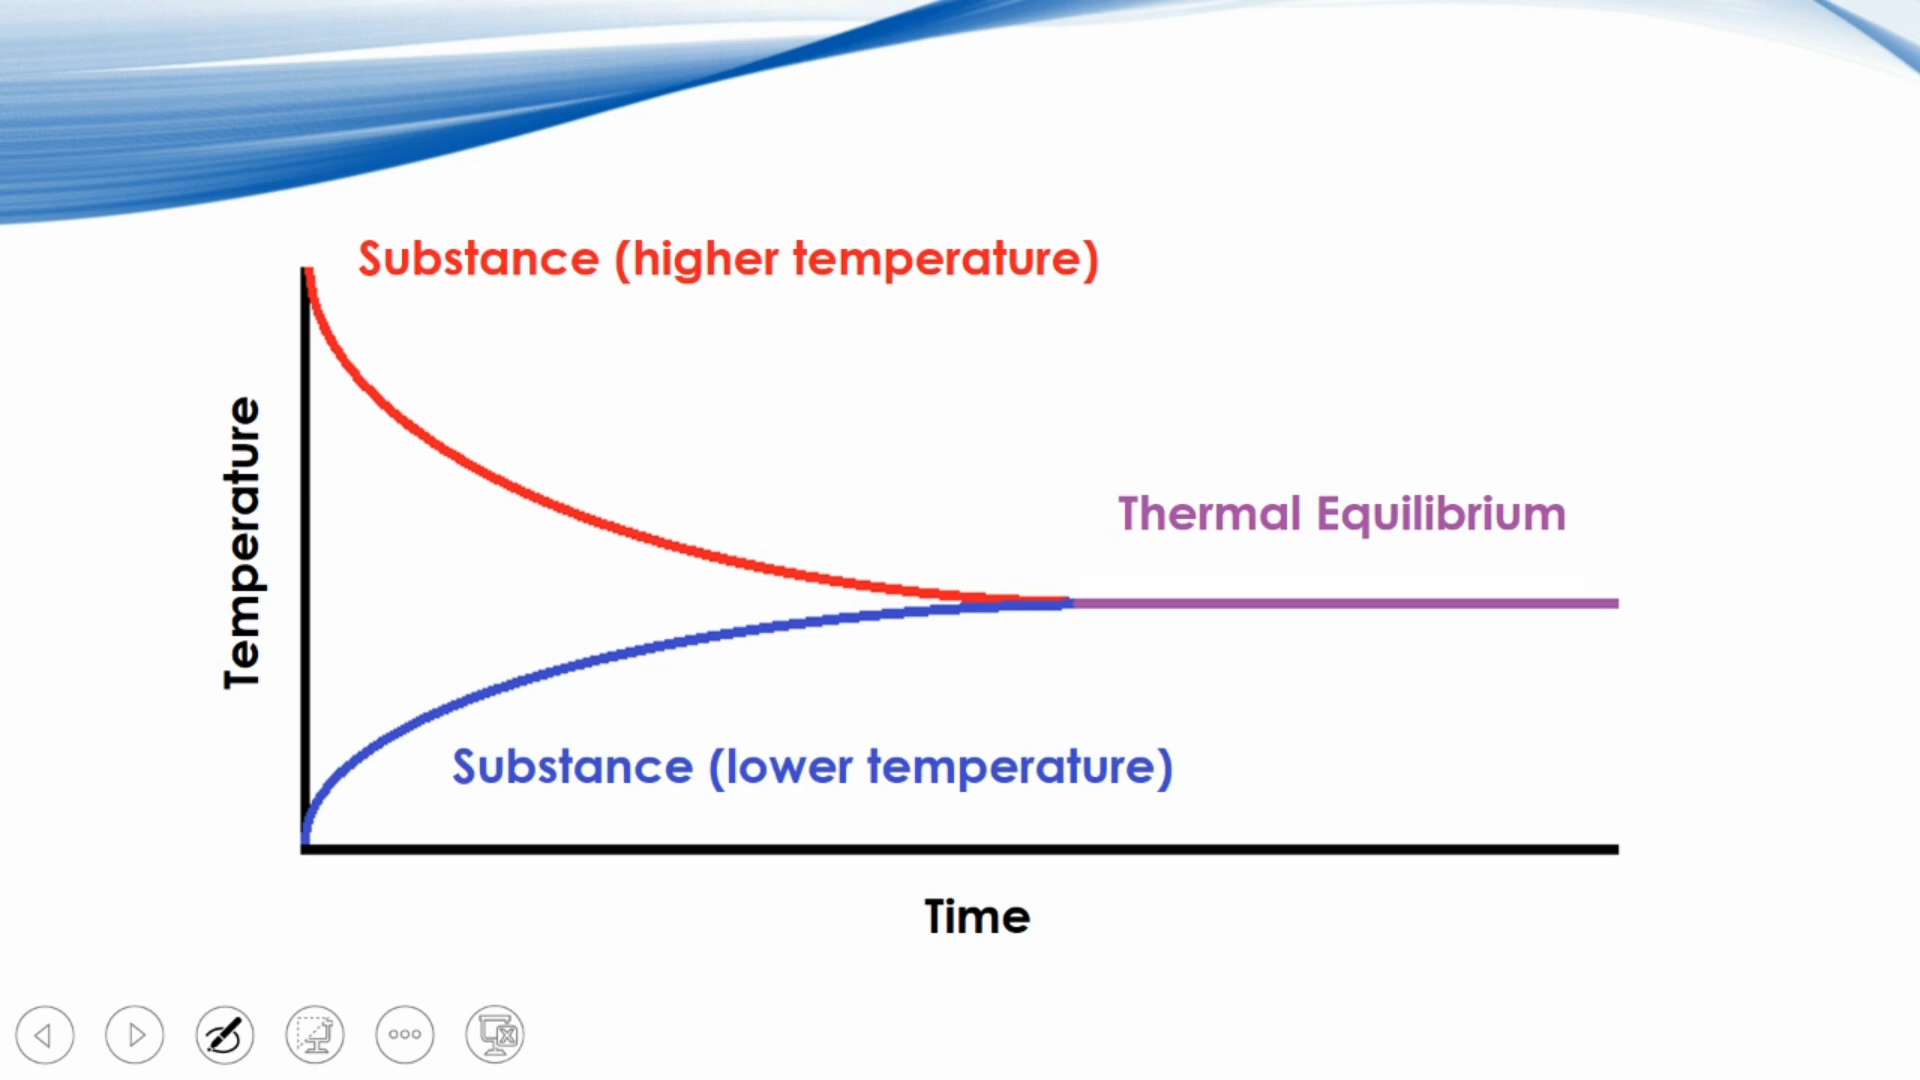 Substance (higher temperature)
Temperature
Thermal Equilibrium
Substance (lower temperature)
Time